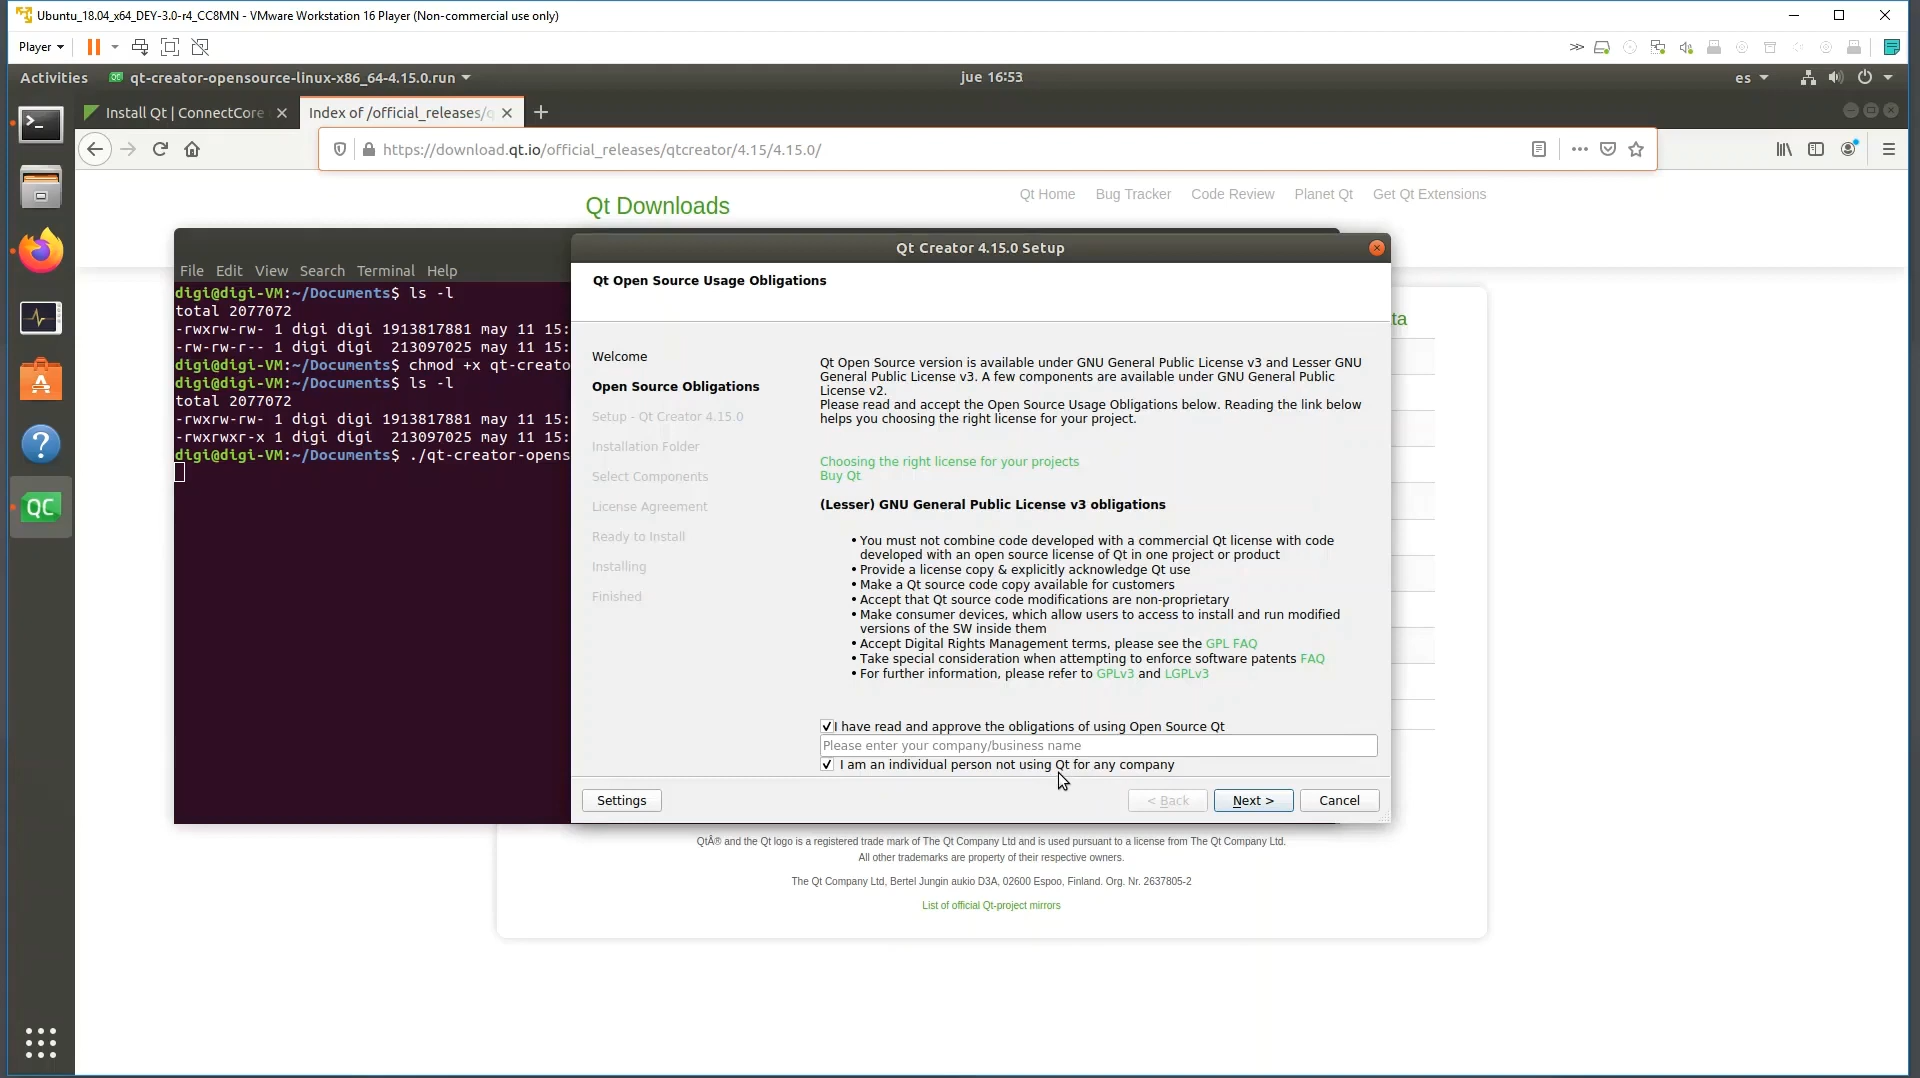 Ubuntu_18.04_x64_DEY-3.0-r4_CC8MN - VMware Workstation 16 Player (Non-commercial use only)
Player
Activities
qt-creator-opensource-linux-x86_64-4.15.0.run
jue 16:53
es
Install Qt | ConnectCore
Index of /official_releases/q
https://download.qt.io/official_releases/qtcreator/4.15/4.15.0/
Qt Downloads
Qt Home
Bug Tracker
Code Review
Planet Qt
Get Qt Extensions
File Edit View Search Terminal Help
digi@digi-VM:~/Documents$ ls -l
total 2077072
-rwxrw-rw- 1 digi digi 1913817881 may 11 15:
-rw-rw-r-- 1 digi digi  213097025 may 11 15:
digi@digi-VM:~/Documents$ chmod +x qt-creato
digi@digi-VM:~/Documents$ ls -l
total 2077072
-rwxrw-rw- 1 digi digi 1913817881 may 11 15:
-rwxrwxr-x 1 digi digi  213097025 may 11 15:
digi@digi-VM:~/Documents$ ./qt-creator-opens
ta
Qt Creator 4.15.0 Setup
Qt Open Source Usage Obligations
Welcome
Open Source Obligations
Setup - Qt Creator 4.15.0
Installation Folder
Select Components
License Agreement
Ready to Install
Installing
Finished
Qt Open Source version is available under GNU General Public License v3 and Lesser GNU
General Public License v3. A few components are available under GNU General Public
License v2.
Please read and accept the Open Source Usage Obligations below. Reading the link below
helps you choosing the right license for your project.
Choosing the right license for your projects
Buy Qt
(Lesser) GNU General Public License v3 obligations
• You must not combine code developed with a commercial Qt license with code
developed with an open source license of Qt in one project or product
• Provide a license copy & explicitly acknowledge Qt use
• Make a Qt source code copy available for customers
• Accept that Qt source code modifications are non-proprietary
• Make consumer devices, which allow users to access to install and run modified
versions of the SW inside them
• Accept Digital Rights Management terms, please see the GPL FAQ
• Take special consideration when attempting to enforce software patents FAQ
• For further information, please refer to GPLv3 and LGPLv3
I have read and approve the obligations of using Open Source Qt
Please enter your company/business name
I am an individual person not using Qt for any company
Settings
< Back
Next >
Cancel
QtÂ® and the Qt logo is a registered trade mark of The Qt Company Ltd and is used pursuant to a license from The Qt Company Ltd.
All other trademarks are property of their respective owners.
The Qt Company Ltd, Bertel Jungin aukio D3A, 02600 Espoo, Finland. Org. Nr. 2637805-2
List of official Qt-project mirrors
QC